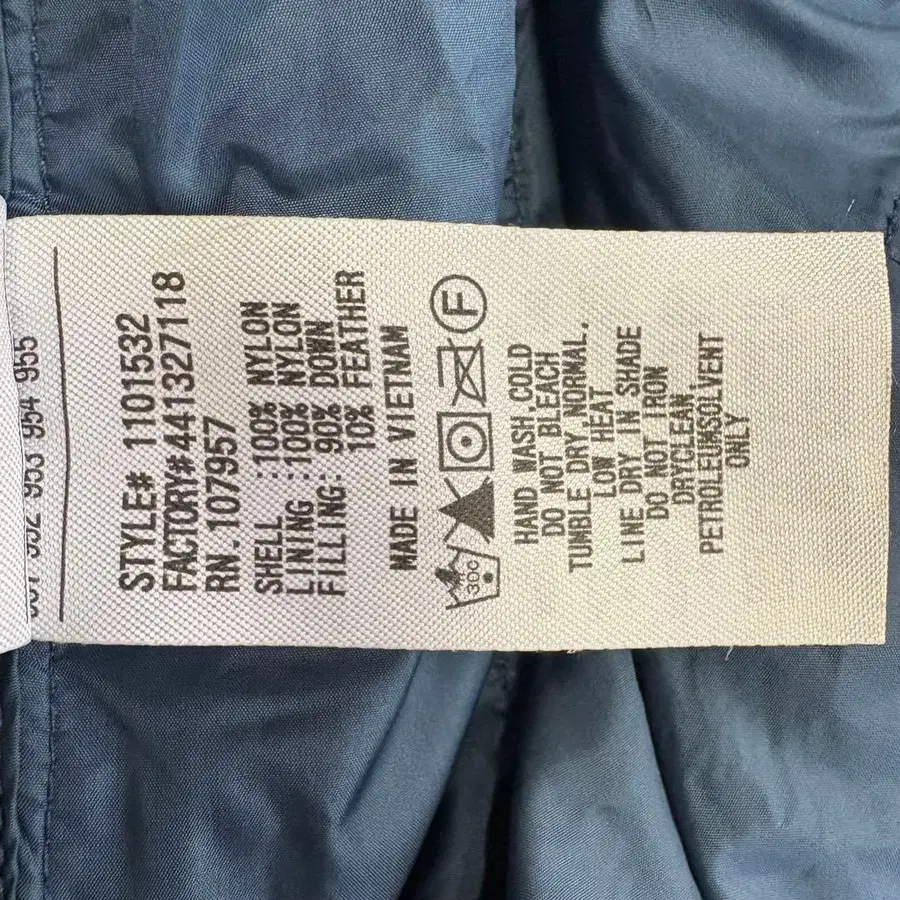 953 954 955
STYLE# 1101532
FACTORY#441327118
RN.107957
SHELL :100% NYLON
LINING :100% NYLON
FILLING: 90% DOWN
10% FEATHER
MADE IN VIETNAM
30C
F
HAND WASH,COLD
DO NOT BLEACH
TUMBLE DRY NORMAL.
LOW HEAT
LINE DRY IN SHADE
DO NOT IRON
DRYCLEAN
PETROLEUMSOLVENT
ONLY